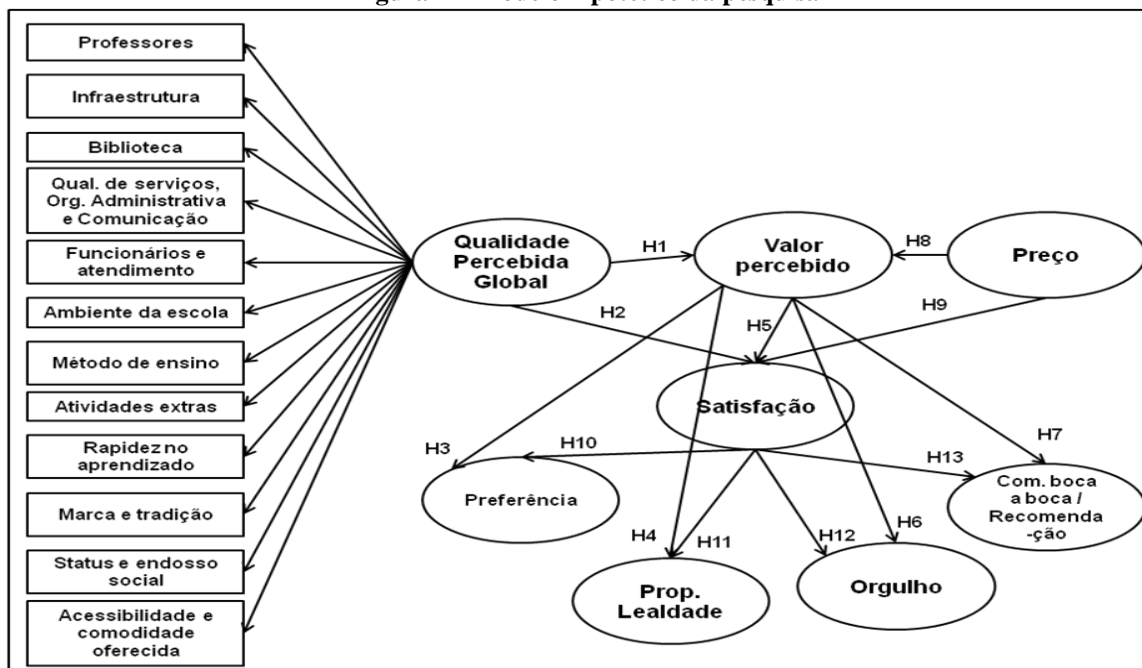 Professores
Infraestrutura
Biblioteca
Qual. de serviços,
Org. Administrativa
e Comunicação
Funcionários e
atendimento
Ambiente da escola
Método de ensino
Atividades extras
Rapidez no
aprendizado
Marca e tradição
Status e endosso
social
Acessibilidade e
comodidade
oferecida
Qualidade
Percebida
Global
H1
Valor
percebido
H8
Preço
H2
H5
H9
Satisfação
H3
H10
H13
H7
Preferência
Com. boca
a boca /
Recomenda
-ção
H4
H11
H12
H6
Prop.
Lealdade
Orgulho